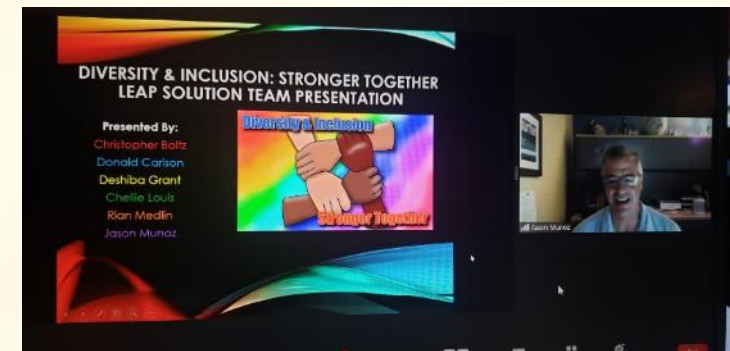 DIVERSITY & INCLUSION: STRONGER TOGETHER
LEAP SOLUTION TEAM PRESENTATION
Presented By:
Christopher Boltz
Donald Carlson
Deshiba Grant
Chellie Louis
Rian Medlin
Jason Munoz
Diversity & Inclusion
Stronger Together
Jason Munoz